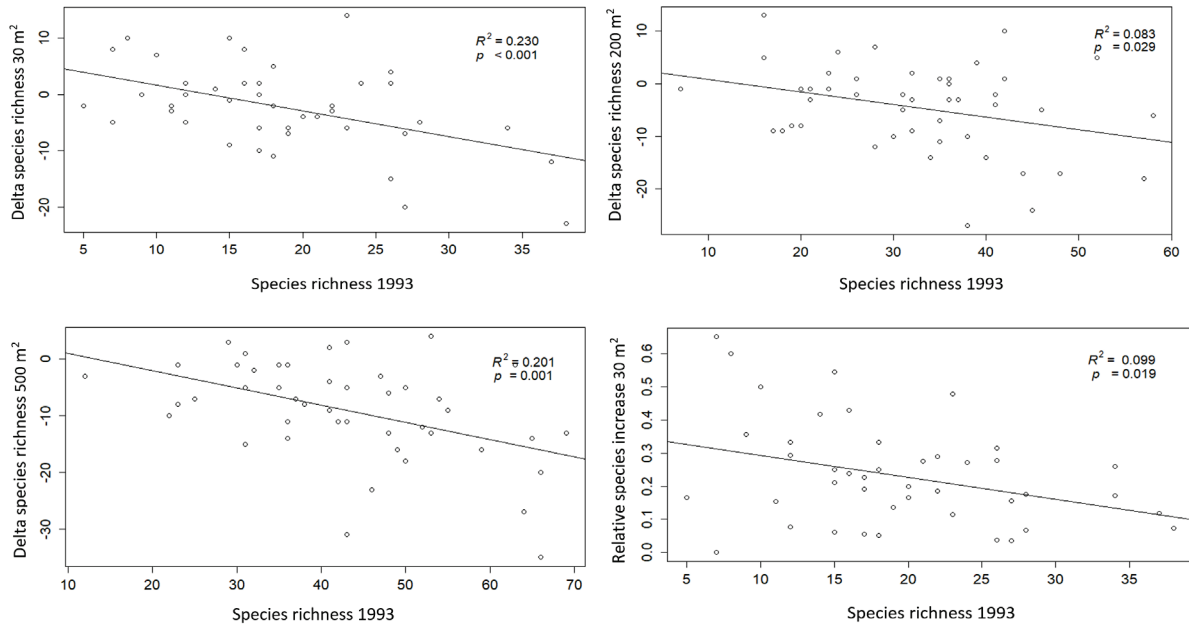 Delta species richness 30 m²
10
0
-10
-20
R² = 0.230
p < 0.001
5 10 15 20 25 30 35
Species richness 1993
Delta species richness 200 m²
10
0
-10
-20
R² = 0.083
p = 0.029
10 20 30 40 50 60
Species richness 1993
Delta species richness 500 m²
0
-10
-20
-30
R² = 0.201
p = 0.001
10 20 30 40 50 60 70
Species richness 1993
Relative species increase 30 m²
0.6
0.5
0.3
0.2
0.1
0.0
R² = 0.099
p = 0.019
5 10 15 20 25 30 35
Species richness 1993